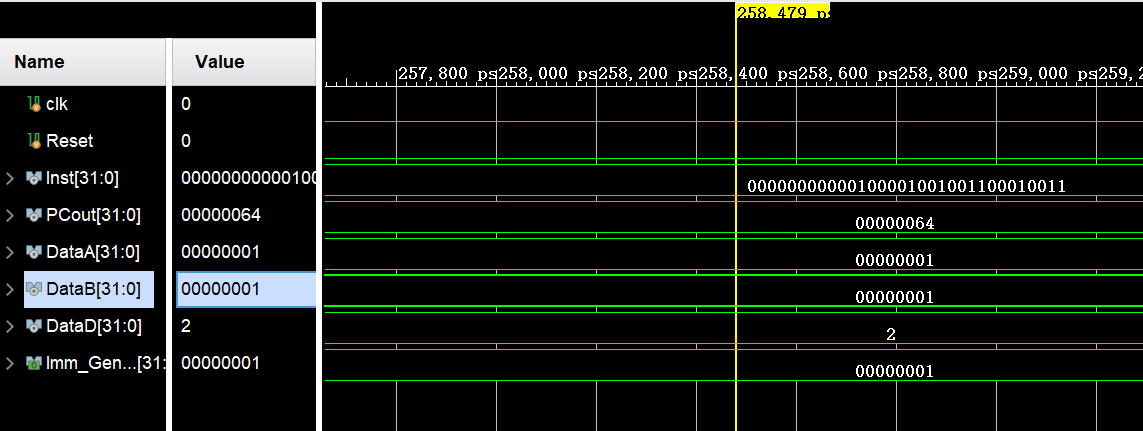 258,479 ps
Name Value
257,800 ps 258,000 ps 258,200 ps 258,400 ps 258,600 ps 258,800 ps 259,000 ps 259,2
clk 0
Reset 0
Inst[31:0] 00000000000100 00000000000100001001001100010011
PCout[31:0] 00000064 00000064
DataA[31:0] 00000001 00000001
DataB[31:0] 00000001 00000001
DataD[31:0] 2 2
Imm_Gen...[31: 00000001 00000001